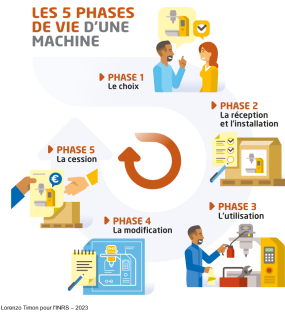 LES 5 PHASES
DE VIE D'UNE
MACHINE
PHASE 1
Le choix
PHASE 2
La réception
et l'installation
PHASE 3
L'utilisation
PHASE 4
La modification
PHASE 5
La cession
€
Lorenzo Timon pour l'INRS – 2023